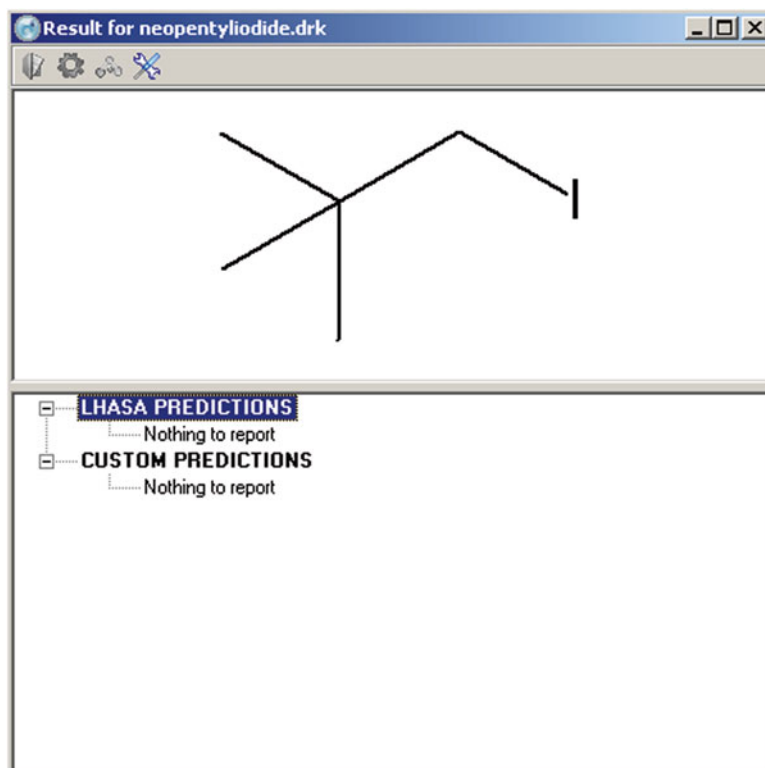 Result for neopentyliodide.drk
I
LHASA PREDICTIONS
Nothing to report
CUSTOM PREDICTIONS
Nothing to report